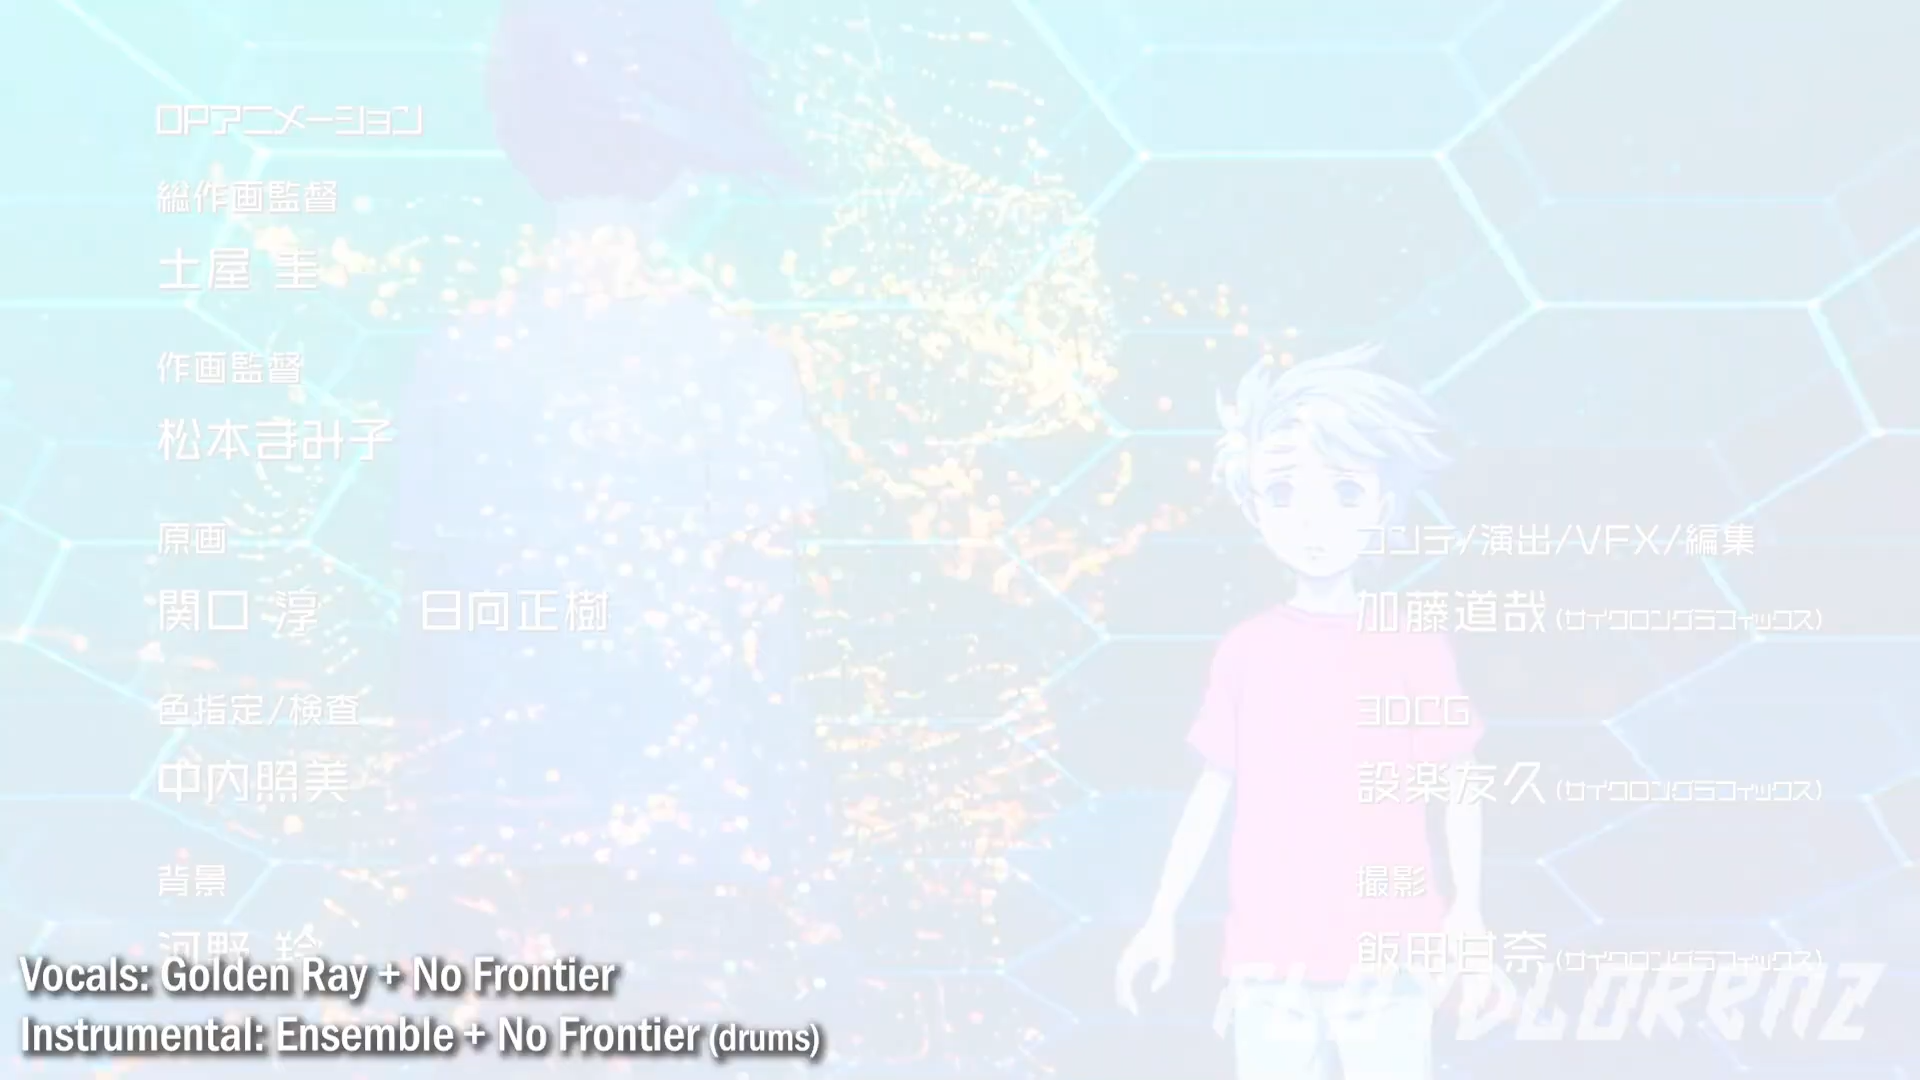 OPアニメーション
総作画監督
土屋 圭
作画監督
松本まみ子
原画
関口 淳 日向正樹
色指定/検査
中内照美
背景
河野 羚
コンテ/演出/VFX/編集
加藤道哉(サイクロングラフィックス)
3DCG
設楽友久(サイクロングラフィックス)
撮影
飯田甘奈(サイクロングラフィックス)
FLOYDLORENZ
Vocals: Golden Ray + No Frontier
Instrumental: Ensemble + No Frontier (drums)